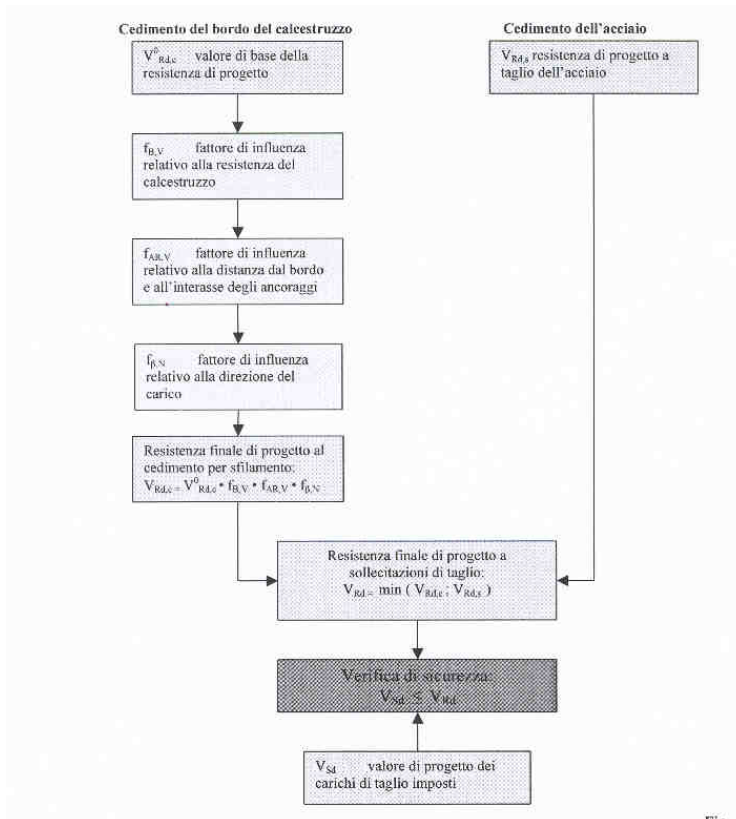 Cedimento del bordo del calcestruzzo
V⁰Rd,c valore di base della
resistenza di progetto
fB,V fattore di influenza
relativo alla resistenza del
calcestruzzo
fAR,V fattore di influenza
relativo alla distanza dal bordo
e all'interasse degli ancoraggi
fβ,N fattore di influenza
relativo alla direzione del
carico
Resistenza finale di progetto al
cedimento per sfilamento:
VRd,c = V⁰Rd,c • fB,V • fAR,V • fβ,N
Cedimento dell'acciaio
VRd,s resistenza di progetto a
taglio dell'acciaio
Resistenza finale di progetto a
sollecitazioni di taglio:
VRd = min ( VRd,c ; VRd,s )
Verifica di sicurezza:
VSd ≤ VRd
VSd valore di progetto dei
carichi di taglio imposti